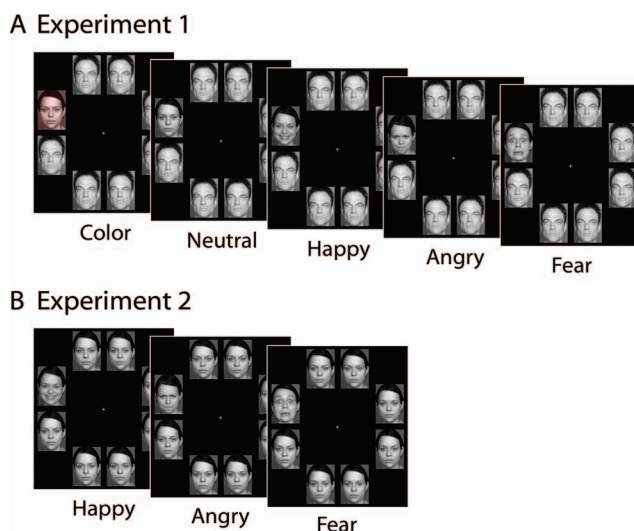 A Experiment 1
Color
Neutral
Happy
Angry
Fear
B Experiment 2
Happy
Angry
Fear